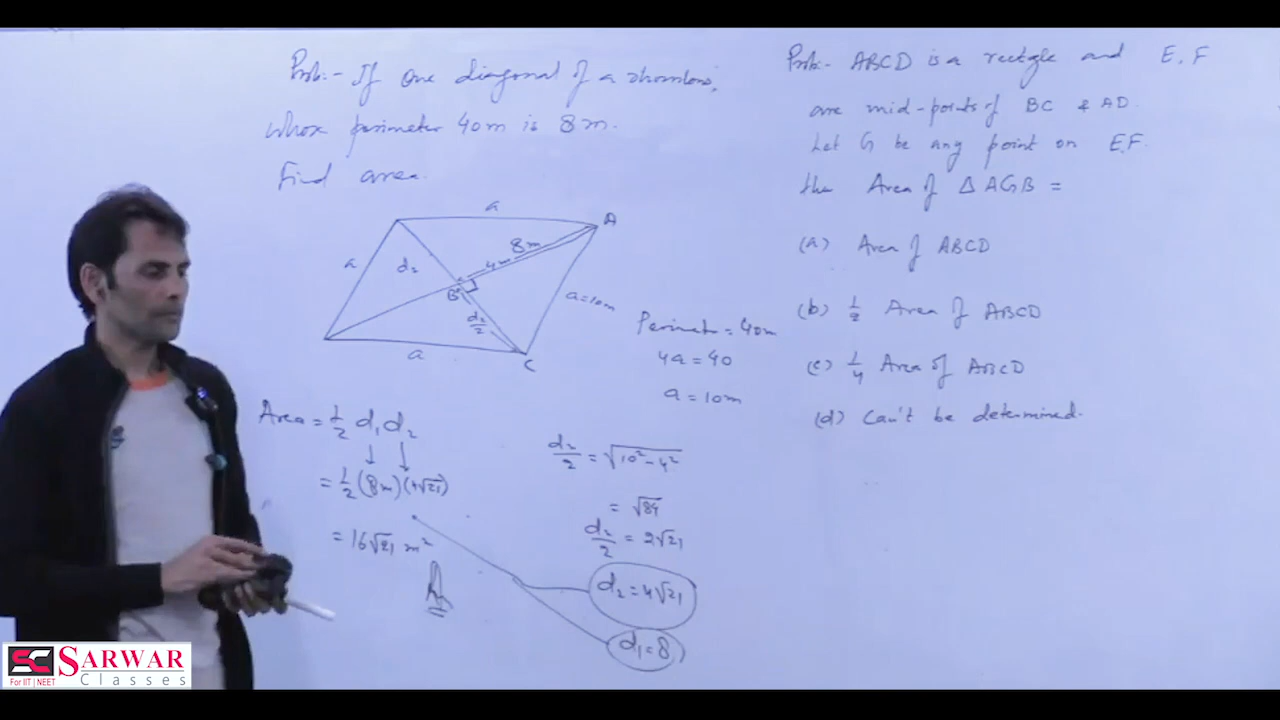 Prob:- If one diagonal of a rhombus,
whose perimeter 40m is 8m.
Find area.
a
A
a
d₂
8m
4m
B
d₂/2
a=10m
a
C
Perimeter = 40m
4a = 40
a = 10m
Area = 1/2 d₁ d₂
= 1/2 (8m)(4√21)
= 16√21 m²
d₂/2 = √10²-4²
= √84
d₂/2 = 2√21
d₂ = 4√21
d₁ = 8
Prob:- ABCD is a rectgle and E, F
are mid-points of BC & AD.
Let G be any point on EF.
the Area of △AGB =
(a) Area of ABCD
(b) 1/2 Area of ABCD
(c) 1/4 Area of ABCD
(d) Can't be determined.
SC SARWAR
For IIT | NEET Classes